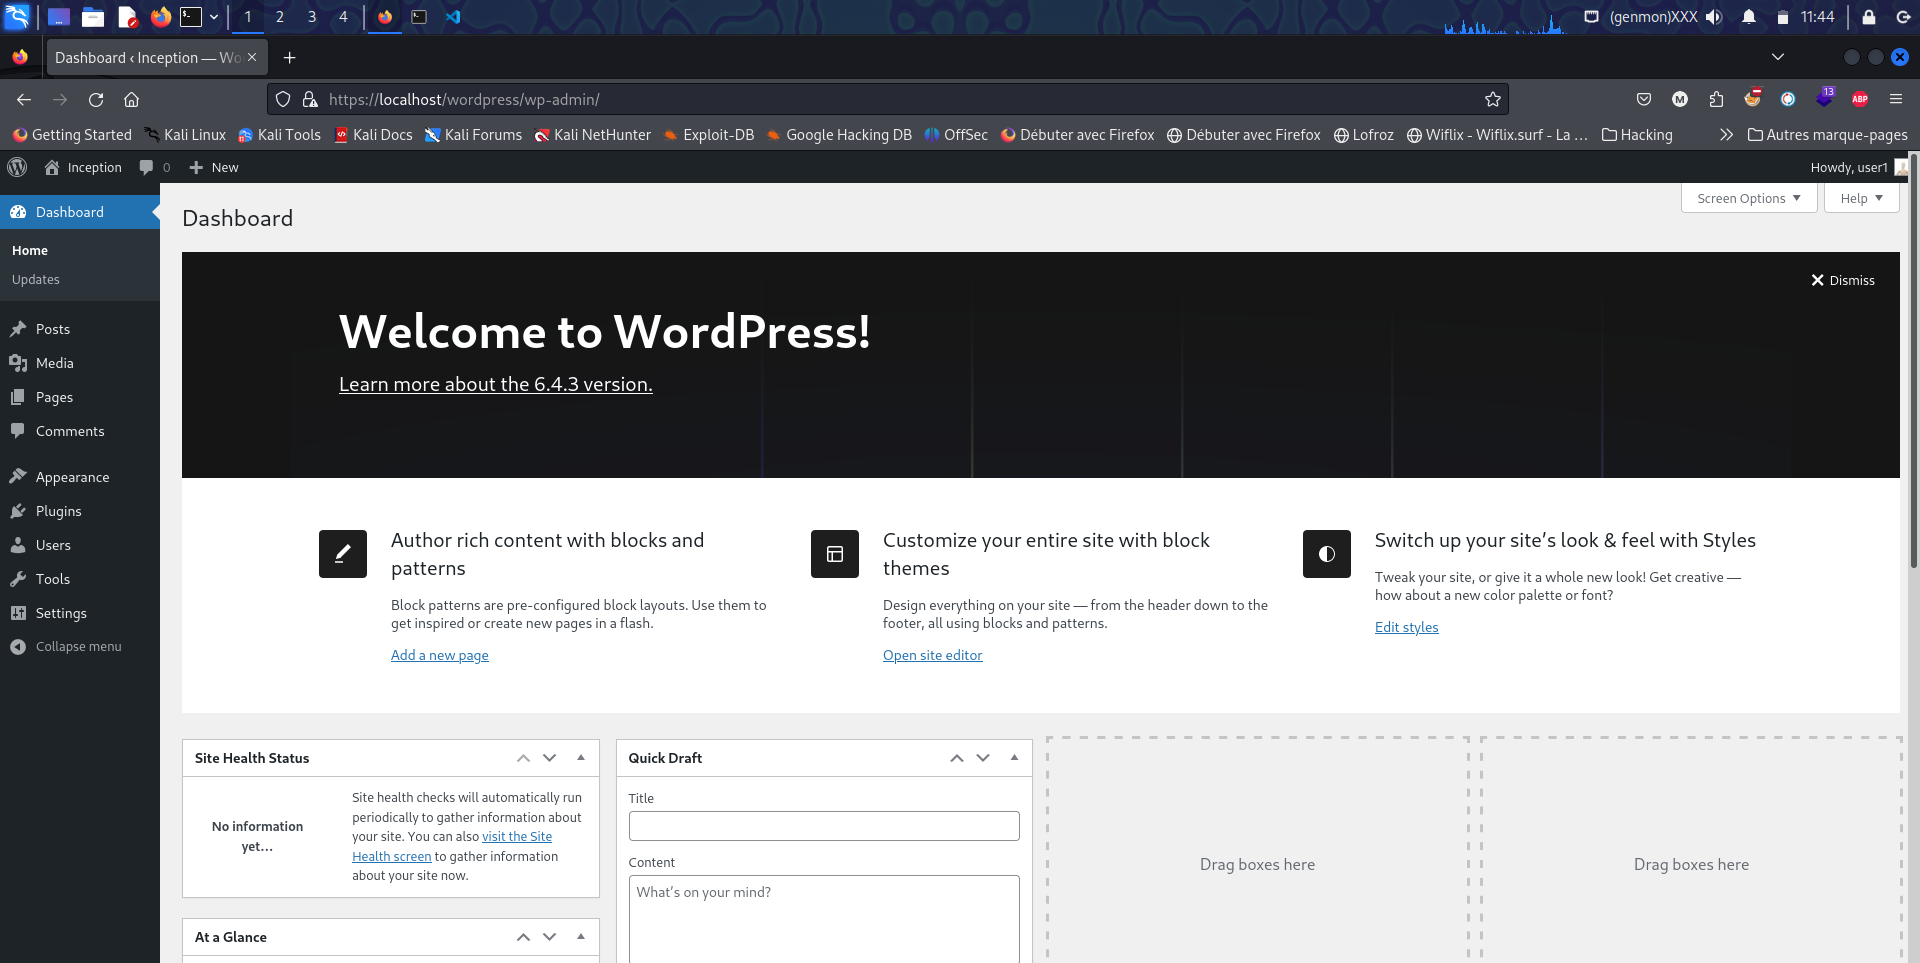 1 2 3 4 (genmon)XXX 11:44
Dashboard ‹ Inception — Wo
https://localhost/wordpress/wp-admin/ M 13 ABP
Getting Started Kali Linux Kali Tools Kali Docs Kali Forums Kali NetHunter Exploit-DB Google Hacking DB OffSec Débuter avec Firefox Débuter avec Firefox Lofroz Wiflix - Wiflix.surf - La … Hacking Autres marque-pages
Inception 0 New Howdy, user1
Dashboard
Home
Updates
Posts
Media
Pages
Comments
Appearance
Plugins
Users
Tools
Settings
Collapse menu
Screen Options Help
Dashboard
Dismiss
Welcome to WordPress!
Learn more about the 6.4.3 version.
Author rich content with blocks and
patterns
Block patterns are pre-configured block layouts. Use them to
get inspired or create new pages in a flash.
Add a new page
Customize your entire site with block
themes
Design everything on your site — from the header down to the
footer, all using blocks and patterns.
Open site editor
Switch up your site’s look & feel with Styles
Tweak your site, or give it a whole new look! Get creative —
how about a new color palette or font?
Edit styles
Site Health Status
No information
yet…
Site health checks will automatically run
periodically to gather information about
your site. You can also visit the Site
Health screen to gather information
about your site now.
At a Glance
Quick Draft
Title
Content
What’s on your mind?
Drag boxes here
Drag boxes here